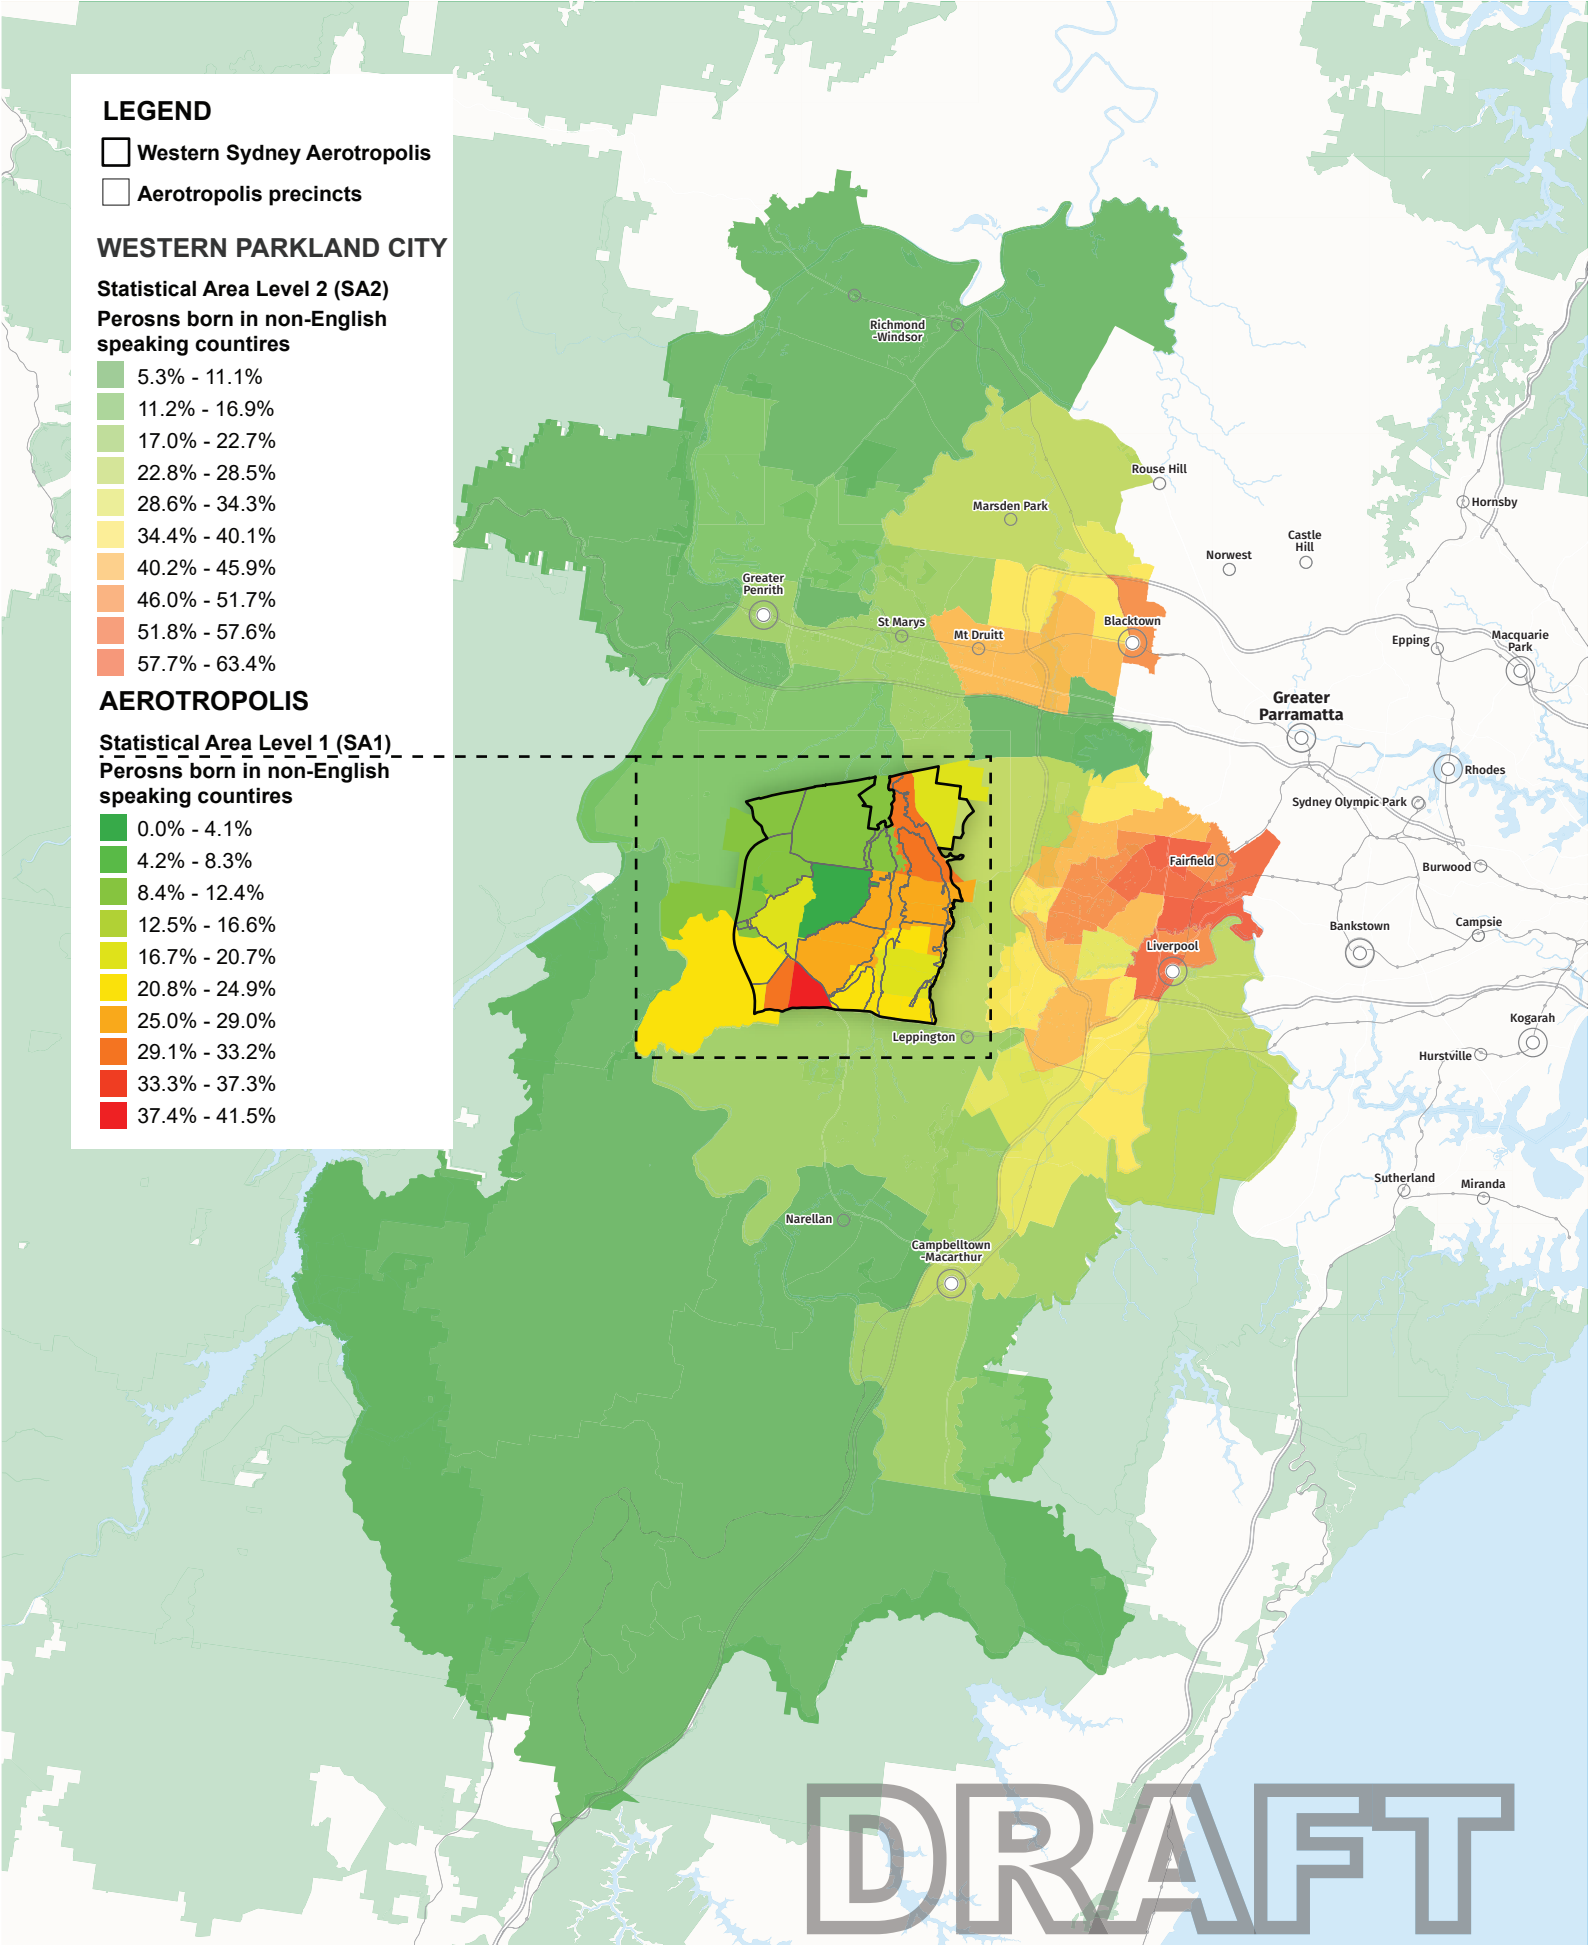 LEGEND
Western Sydney Aerotropolis
Aerotropolis precincts
WESTERN PARKLAND CITY
Statistical Area Level 2 (SA2)
Perosns born in non-English
speaking countires
5.3% - 11.1%
11.2% - 16.9%
17.0% - 22.7%
22.8% - 28.5%
28.6% - 34.3%
34.4% - 40.1%
40.2% - 45.9%
46.0% - 51.7%
51.8% - 57.6%
57.7% - 63.4%
AEROTROPOLIS
Statistical Area Level 1 (SA1)
Perosns born in non-English
speaking countires
0.0% - 4.1%
4.2% - 8.3%
8.4% - 12.4%
12.5% - 16.6%
16.7% - 20.7%
20.8% - 24.9%
25.0% - 29.0%
29.1% - 33.2%
33.3% - 37.3%
37.4% - 41.5%
Richmond
-Windsor
Rouse Hill
Marsden Park
Hornsby
Castle
Hill
Norwest
Greater
Penrith
St Marys
Mt Druitt
Blacktown
Epping
Macquarie
Park
Greater
Parramatta
Rhodes
Sydney Olympic Park
Fairfield
Burwood
Liverpool
Bankstown
Campsie
Leppington
Kogarah
Hurstville
Sutherland
Miranda
Narellan
Campbelltown
-Macarthur
DRAFT